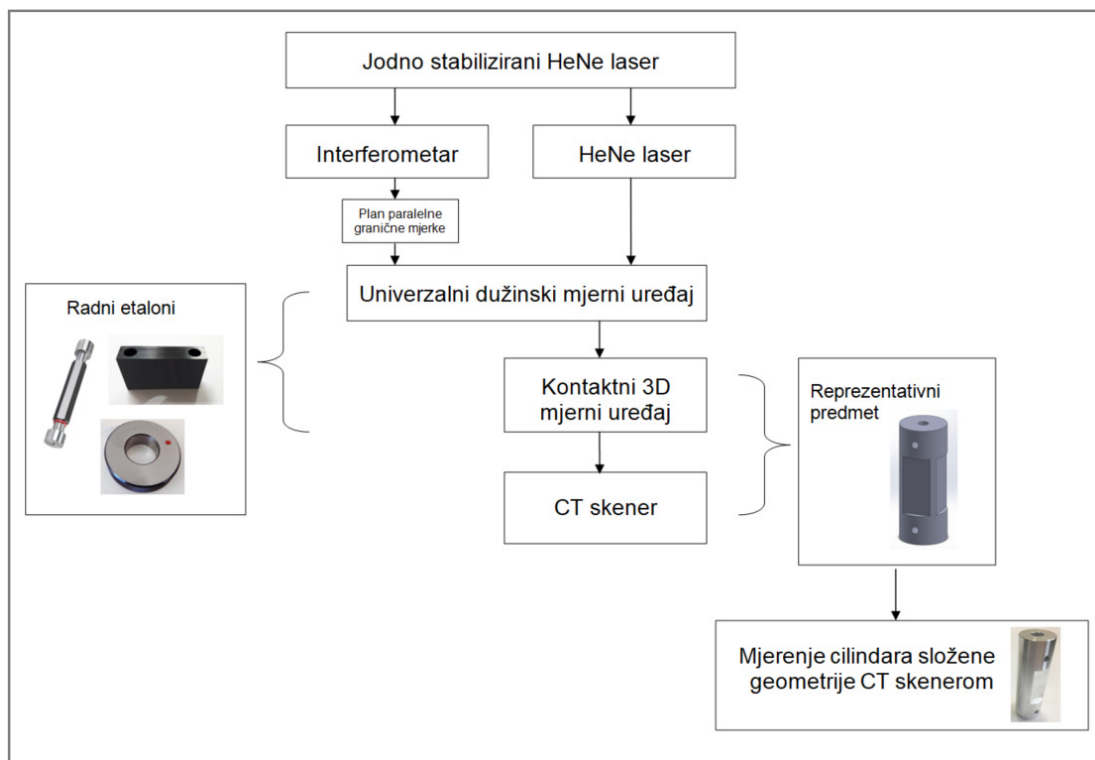 Jodno stabilizirani HeNe laser
Interferometar
HeNe laser
Plan paralelne
granične mjerke
Univerzalni dužinski mjerni uređaj
Radni etaloni
Kontaktni 3D
mjerni uređaj
Reprezentativni
predmet
CT skener
Mjerenje cilindara složene
geometrije CT skenerom